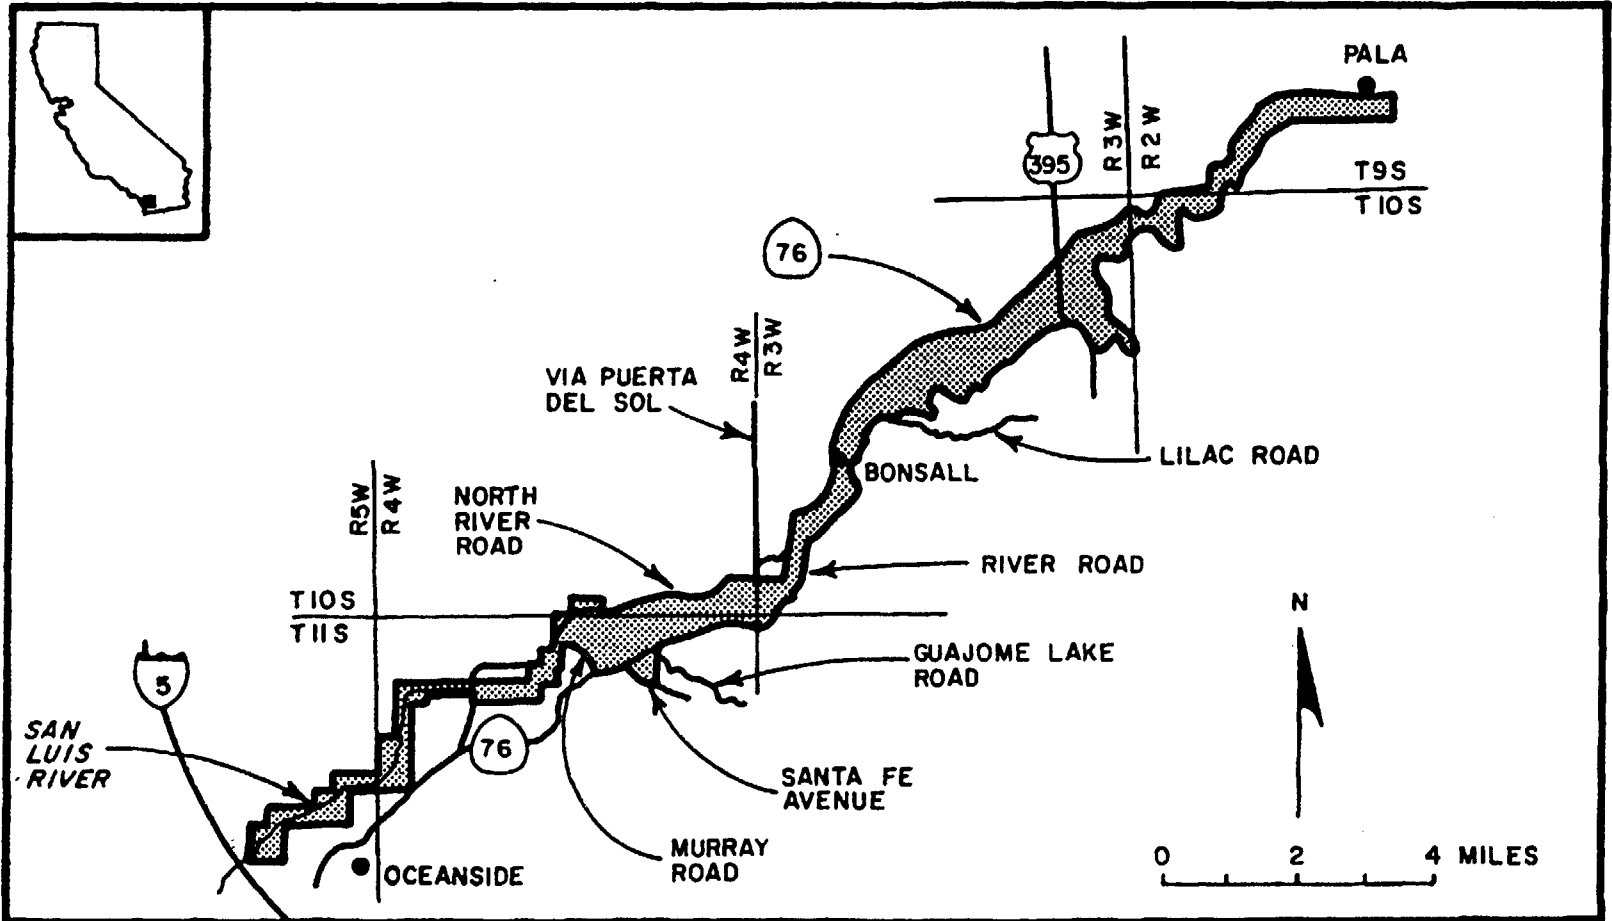 PALA
R3W
R2W
395
T9S
T10S
76
R4W
R3W
VIA PUERTA
DEL SOL
LILAC ROAD
BONSALL
R5W
R4W
NORTH
RIVER
ROAD
RIVER ROAD
T10S
T11S
N
GUAJOME LAKE
ROAD
5
SAN
LUIS
RIVER
76
SANTA FE
AVENUE
MURRAY
ROAD
OCEANSIDE
0 2 4 MILES